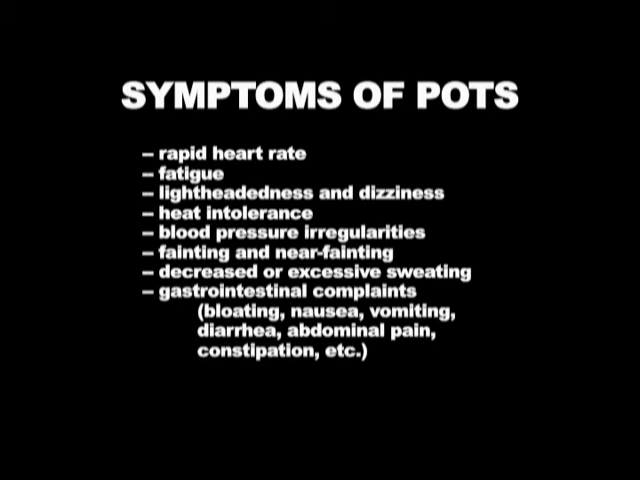 SYMPTOMS OF POTS
– rapid heart rate
– fatigue
– lightheadedness and dizziness
– heat intolerance
– blood pressure irregularities
– fainting and near-fainting
– decreased or excessive sweating
– gastrointestinal complaints
(bloating, nausea, vomiting,
diarrhea, abdominal pain,
constipation, etc.)